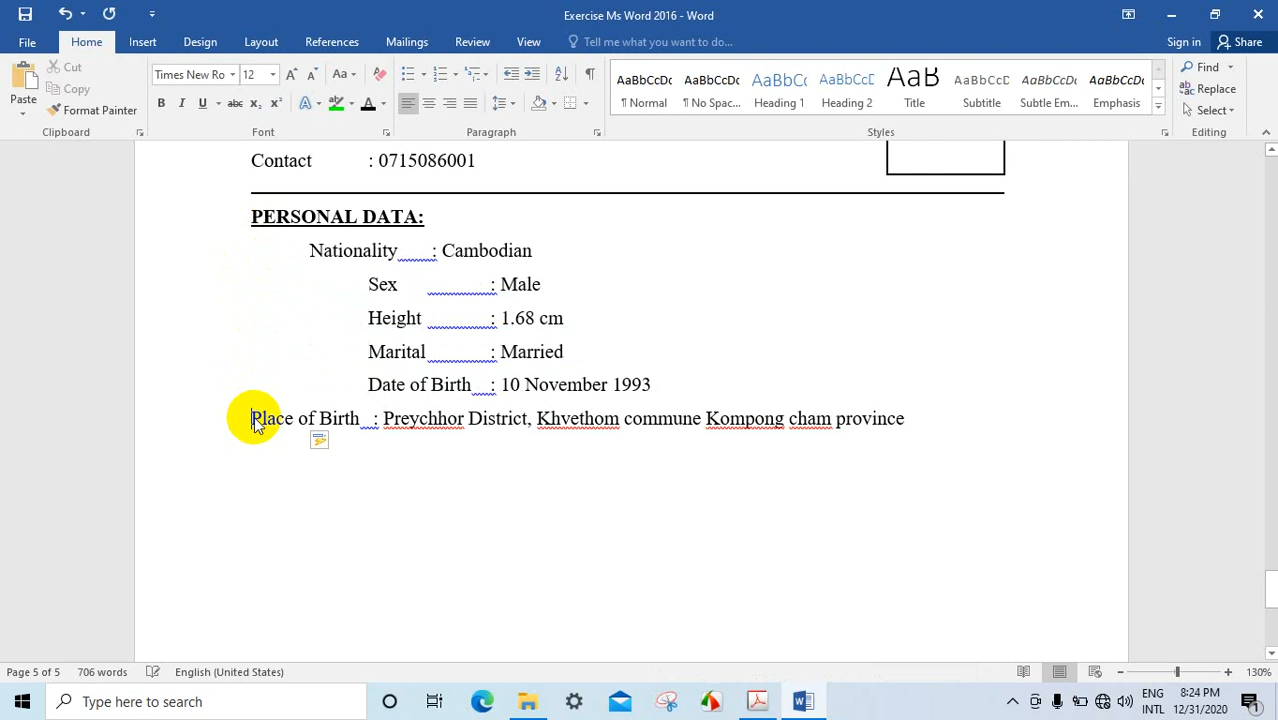 Exercise Ms Word 2016 - Word
File
Home
Insert
Design
Layout
References
Mailings
Review
View
Tell me what you want to do...
Sign in
Share
Paste
Cut
Copy
Format Painter
Clipboard
Times New Ro
12
Font
Paragraph
AaBbCcDc
¶ Normal
AaBbCcDc
¶ No Spac...
AaBbCc
Heading 1
AaBbCcC
Heading 2
AaB
Title
AaBbCcC
Subtitle
AaBbCcDc
Subtle Em...
AaBbCcDc
Emphasis
Styles
Find
Replace
Select
Editing
Contact : 0715086001
PERSONAL DATA:
Nationality : Cambodian
Sex : Male
Height : 1.68 cm
Marital : Married
Date of Birth : 10 November 1993
Place of Birth : Preychhor District, Khvethom commune Kompong cham province
Page 5 of 5
706 words
English (United States)
130%
Type here to search
ENG
INTL
8:24 PM
12/31/2020